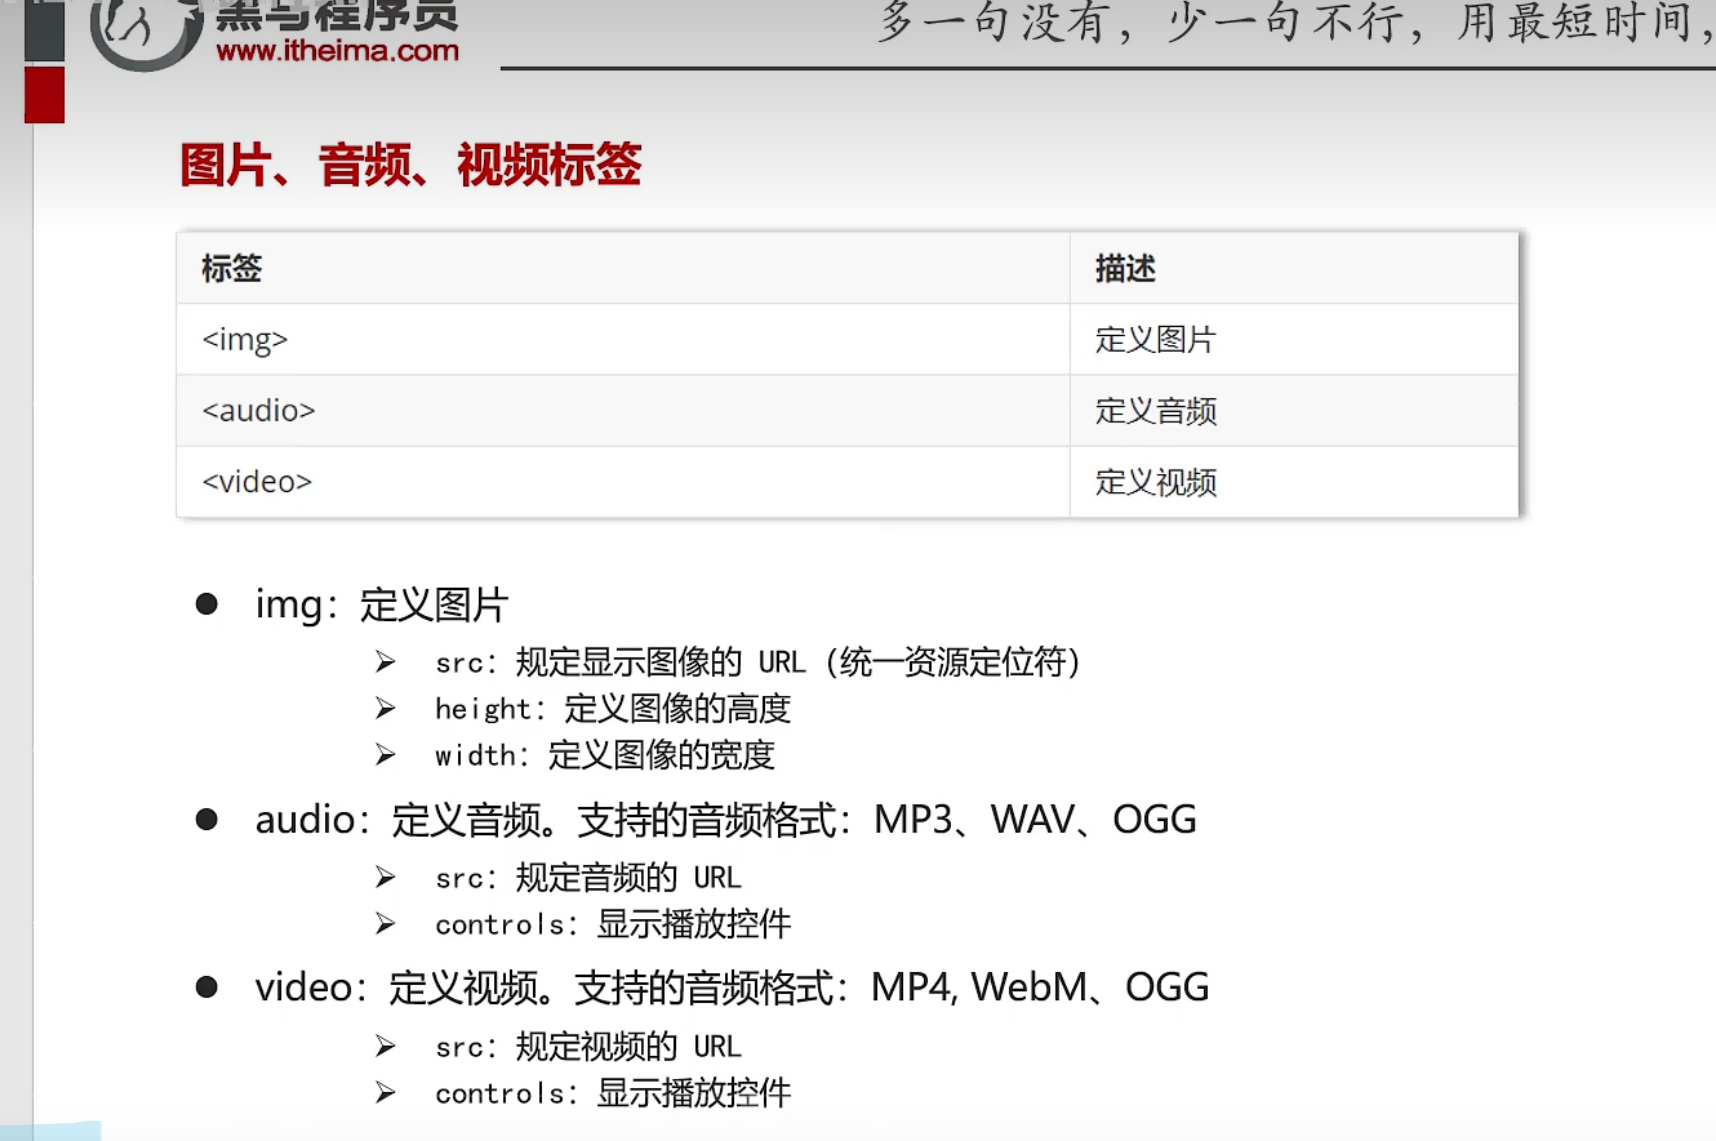 黑马程序员
www.itheima.com
多一句没有，少一句不行，用最短时间，
图片、音频、视频标签
标签 描述
<img> 定义图片
<audio> 定义音频
<video> 定义视频
● img：定义图片
➢ src：规定显示图像的 URL（统一资源定位符）
➢ height：定义图像的高度
➢ width：定义图像的宽度
● audio：定义音频。支持的音频格式：MP3、WAV、OGG
➢ src：规定音频的 URL
➢ controls：显示播放控件
● video：定义视频。支持的音频格式：MP4, WebM、OGG
➢ src：规定视频的 URL
➢ controls：显示播放控件